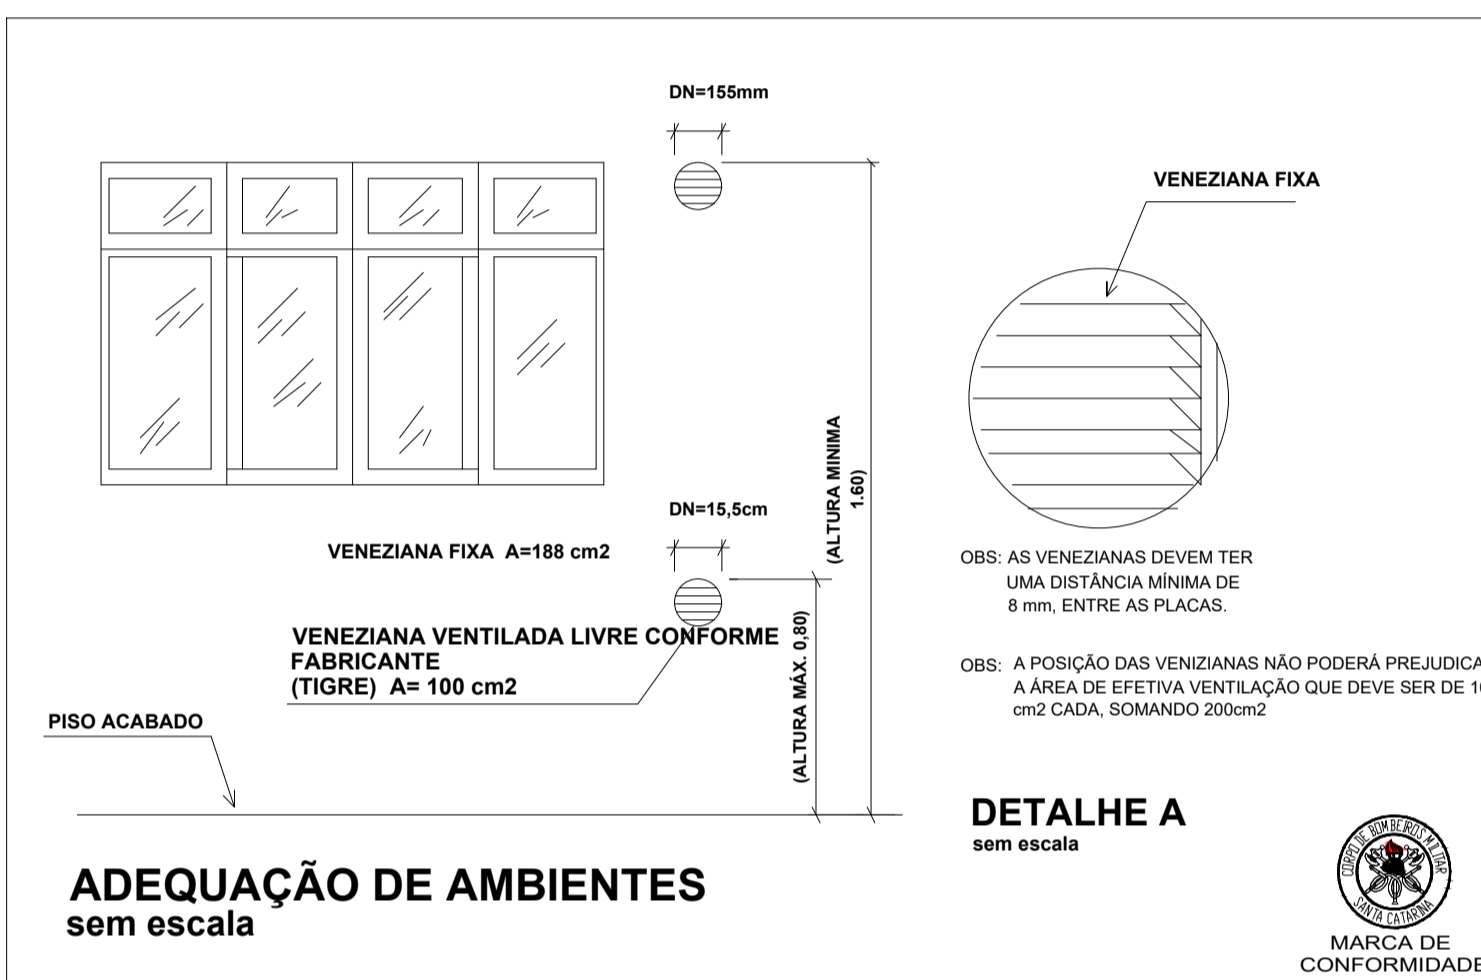 DN=155mm
VENEZIANA FIXA
(ALTURA MINIMA
1.60)
DN=15,5cm
VENEZIANA FIXA A=188 cm2
OBS: AS VENEZIANAS DEVEM TER
UMA DISTÂNCIA MÍNIMA DE
8 mm, ENTRE AS PLACAS.
VENEZIANA VENTILADA LIVRE CONFORME
FABRICANTE
(TIGRE) A= 100 cm2
(ALTURA MÁX. 0,80)
OBS: A POSIÇÃO DAS VENIZIANAS NÃO PODERÁ
A ÁREA DE EFETIVA VENTILAÇÃO QUE DEVE SER DE
cm2 CADA, SOMANDO 200cm2
PISO ACABADO
DETALHE A
sem escala
ADEQUAÇÃO DE AMBIENTES
sem escala
CORPO DE BOMBEIROS MILITAR
SANTA CATARINA
MARCA DE
CONFORMIDADE